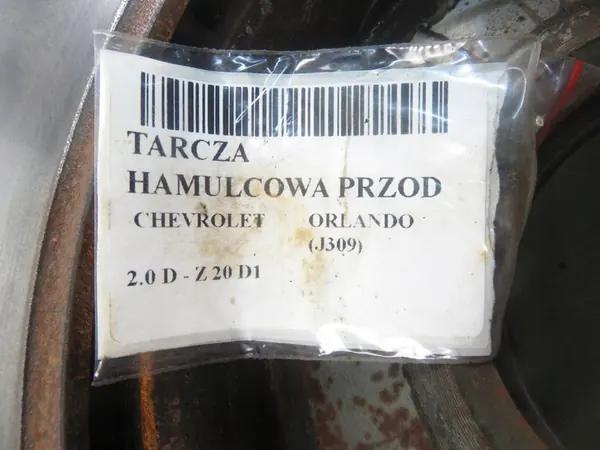 TARCZA
HAMULCOWA PRZOD
CHEVROLET ORLANDO
(J309)
2.0 D - Z 20 D1